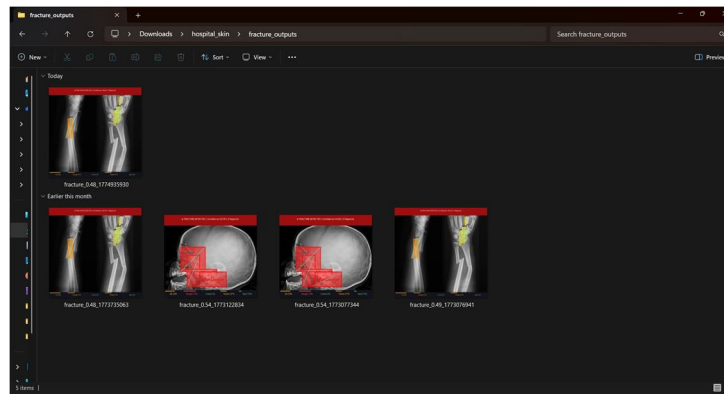 fracture_outputs
Downloads > hospital_skin > fracture_outputs
Search fracture_outputs
New
Sort
View
Preview
Today
fracture_0.48_1774935930
Earlier this month
fracture_0.48_1773735063
fracture_0.54_1773122834
fracture_0.54_1773077344
fracture_0.49_1773076941
5 items